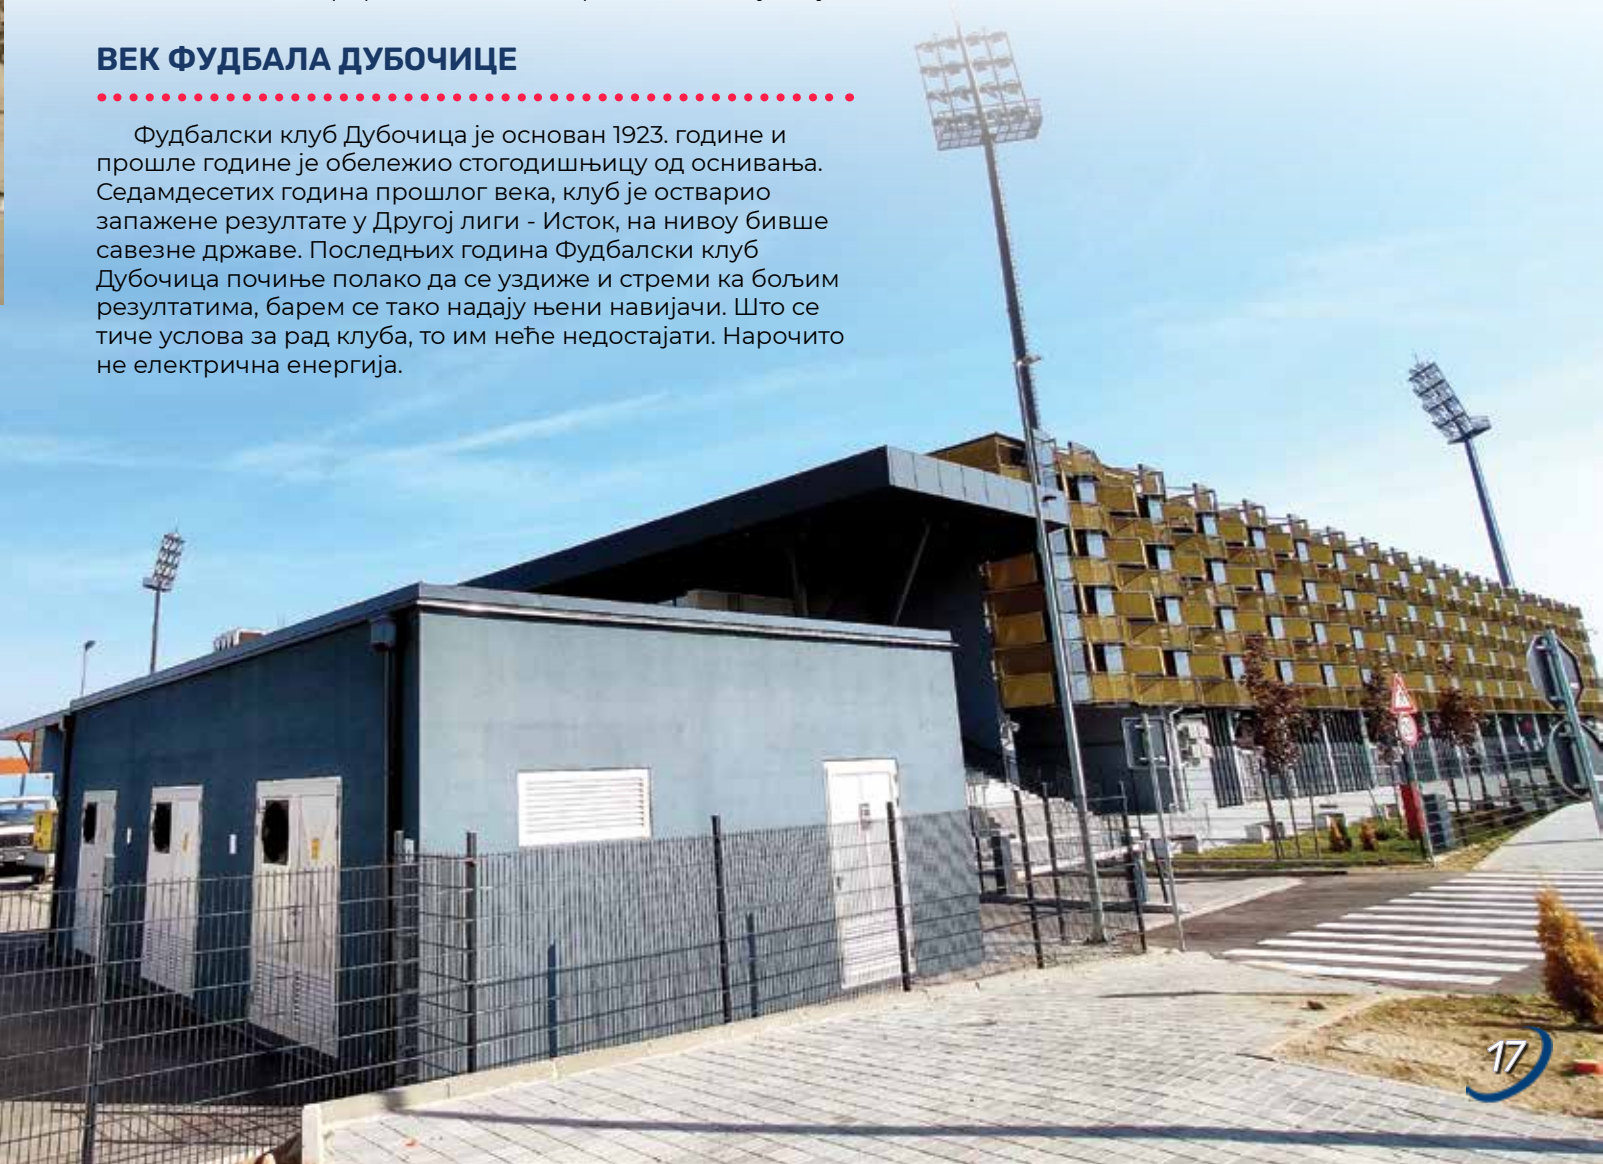 ВЕК ФУДБАЛА ДУБОЧИЦЕ
Фудбалски клуб Дубочица је основан 1923. године и
прошле године је обележио стогодишњицу од оснивања.
Седамдесетих година прошлог века, клуб је остварио
запажене резултате у Другој лиги - Исток, на нивоу бивше
савезне државе. Последњих година Фудбалски клуб
Дубочица почиње полако да се уздиже и стреми ка бољим
резултатима, барем се тако надају њени навијачи. Што се
тиче услова за рад клуба, то им неће недостајати. Нарочито
не електрична енергија.
17